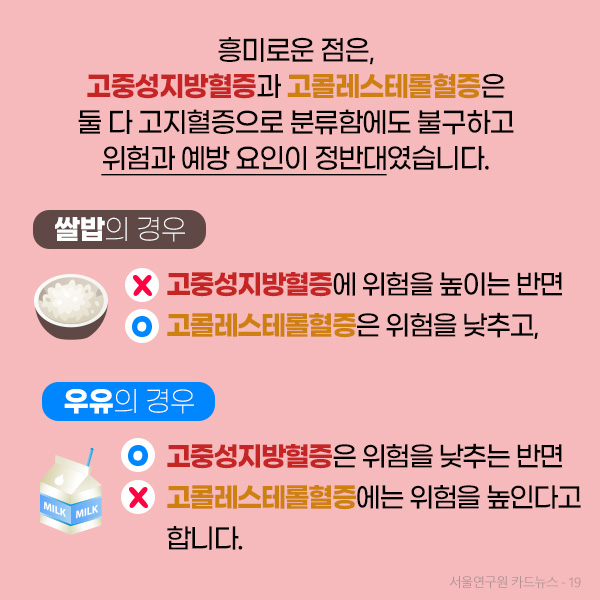 흥미로운 점은,
고중성지방혈증과 고콜레스테롤혈증은
둘 다 고지혈증으로 분류함에도 불구하고
위험과 예방 요인이 정반대였습니다.
쌀밥의 경우
X 고중성지방혈증에 위험을 높이는 반면
O 고콜레스테롤혈증은 위험을 낮추고,
우유의 경우
O 고중성지방혈증은 위험을 낮추는 반면
X 고콜레스테롤혈증에는 위험을 높인다고
합니다.
MILK MILK
서울연구원 카드뉴스 - 19